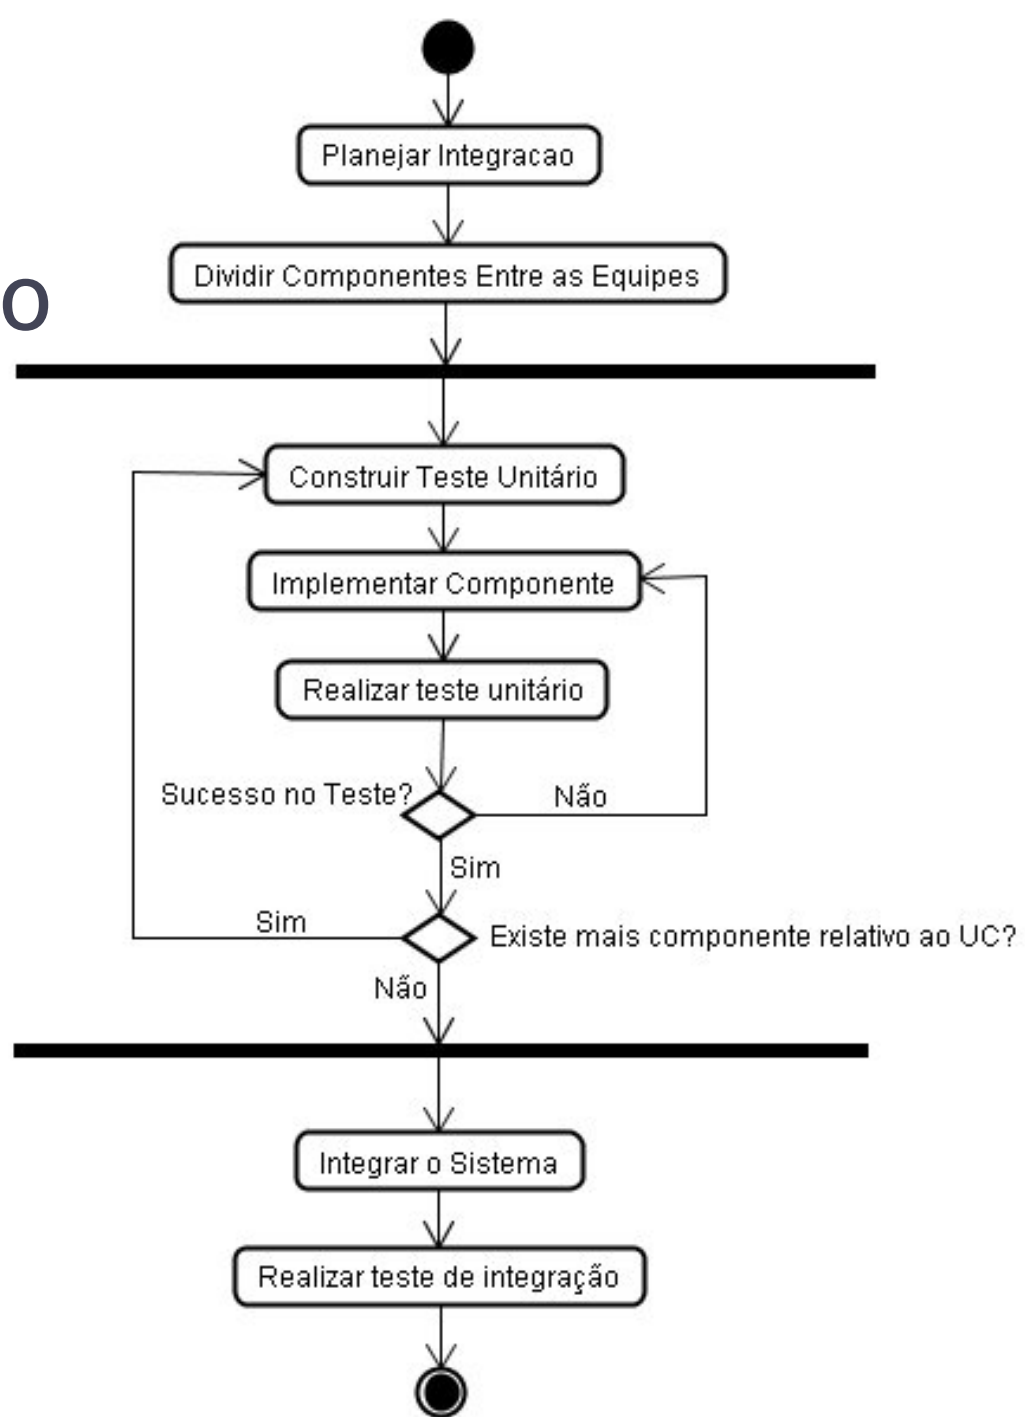 Planejar Integracao
Dividir Componentes Entre as Equipes
o
Construir Teste Unitário
Implementar Componente
Realizar teste unitário
Sucesso no Teste?
Não
Sim
Sim
Existe mais componente relativo ao UC?
Não
Integrar o Sistema
Realizar teste de integração